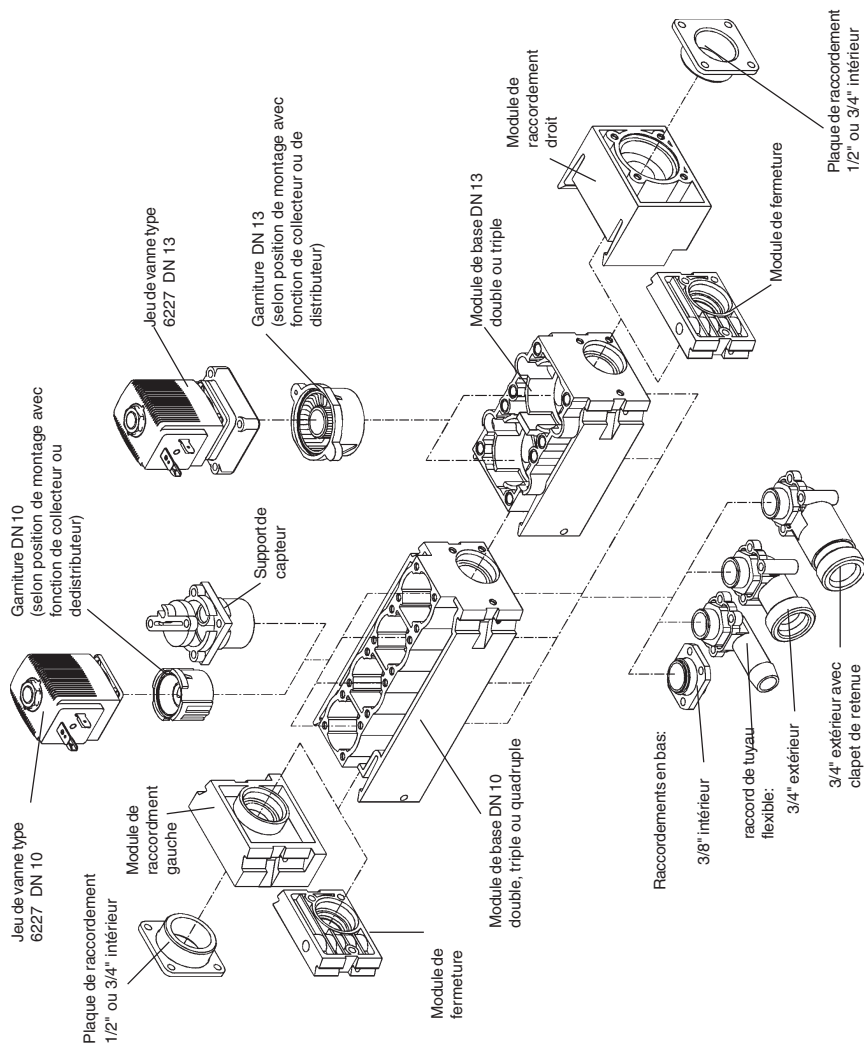 Jeu de vanne type
6227  DN 10
Garniture DN 10
(selon position de montage avec
fonction de collecteur ou
dedistributeur)
Jeu de vanne type
6227  DN 13
Garniture DN 13
(selon position de montage avec
fonction de collecteur ou de
distributeur)
Support de
capteur
Plaque de raccordement
1/2" ou 3/4" intérieur
Module de
raccordment
gauche
Module de
fermeture
Module de base DN 10
double, triple ou quadruple
Module de base DN 13
double ou triple
Module de
raccordement
droit
Module de fermeture
Plaque de raccordement
1/2" ou 3/4" intérieur
Raccordements en bas:
3/8" intérieur
raccord de tuyau
flexible:
3/4" extérieur
3/4" extérieur avec
clapet de retenue